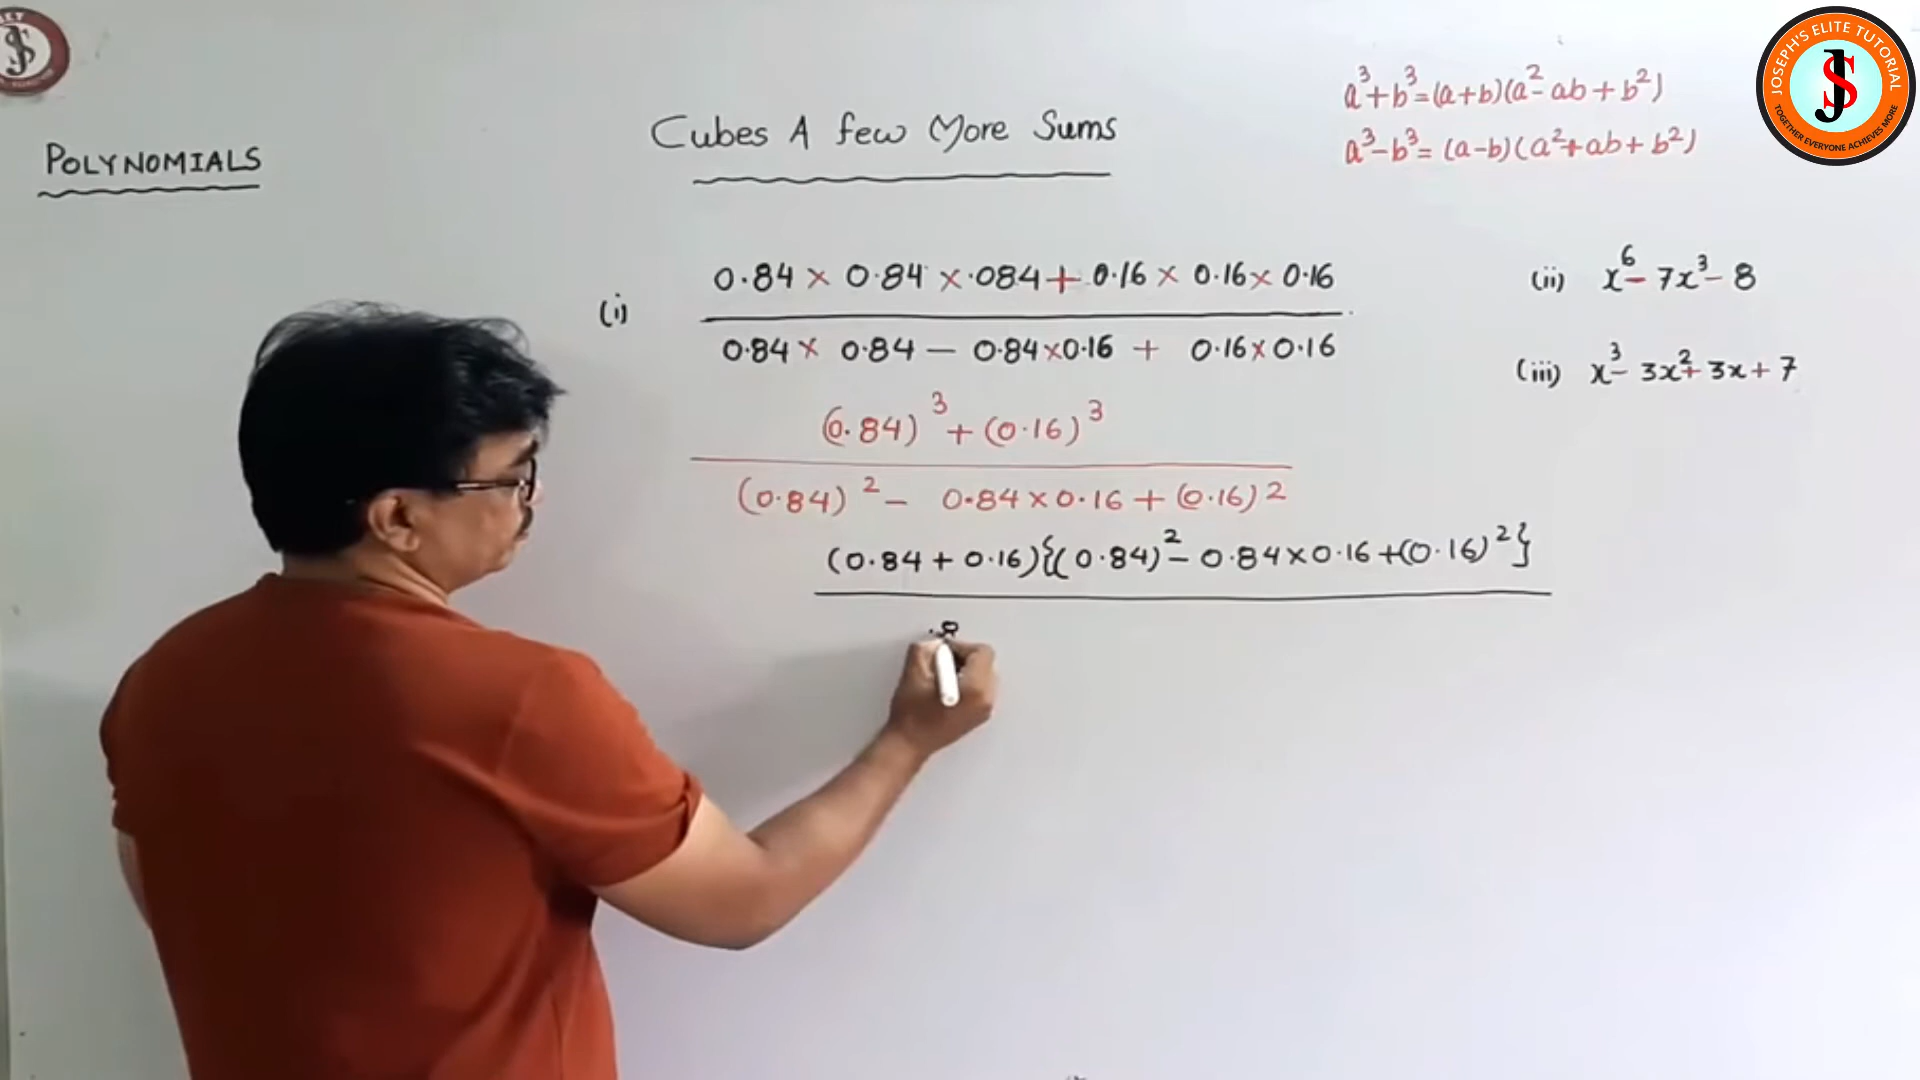 POLYNOMIALS
Cubes A few More Sums
a³+b³=(a+b)(a²-ab+b²)
a³-b³=(a-b)(a²+ab+b²)
JOSEPH'S ELITE TUTORIAL
JS
TOGETHER EVERYONE ACHIEVES MORE
(i)
0.84 × 0.84 × .084 + 0.16 × 0.16 × 0.16
0.84 × 0.84 – 0.84×0.16 + 0.16×0.16
(0.84)³ + (0.16)³
(0.84)² – 0.84×0.16 + (0.16)²
(0.84 + 0.16){(0.84)² – 0.84×0.16 + (0.16)²}
.8
(ii) x⁶ – 7x³ – 8
(iii) x³ – 3x² + 3x + 7